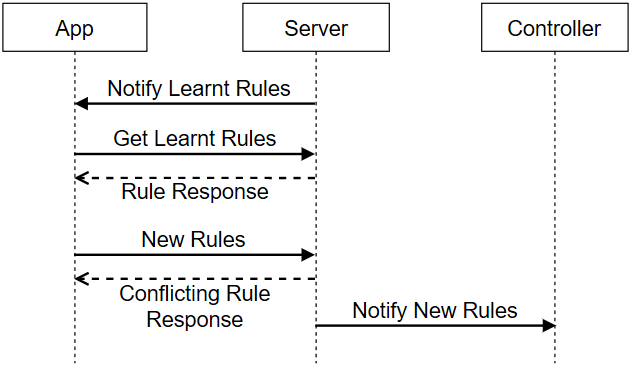 App
Server
Controller
Notify Learnt Rules
Get Learnt Rules
Rule Response
New Rules
Conflicting Rule
Response
Notify New Rules